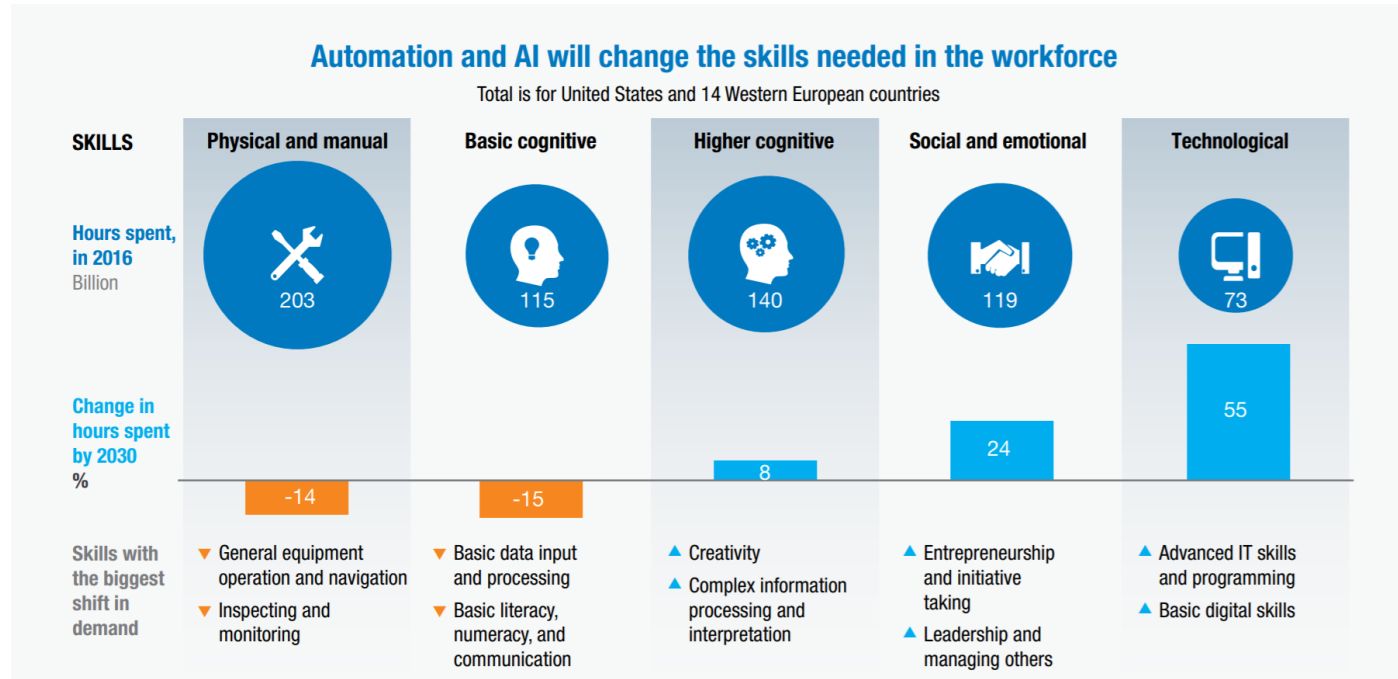 Automation and AI will change the skills needed in the workforce
Total is for United States and 14 Western European countries
SKILLS
Physical and manual
Basic cognitive
Higher cognitive
Social and emotional
Technological
Hours spent,
in 2016
Billion
203
115
140
119
73
Change in
hours spent
by 2030
%
-14
-15
8
24
55
Skills with
the biggest
shift in
demand
General equipment
operation and navigation
Inspecting and
monitoring
Basic data input
and processing
Basic literacy,
numeracy, and
communication
Creativity
Complex information
processing and
interpretation
Entrepreneurship
and initiative
taking
Leadership and
managing others
Advanced IT skills
and programming
Basic digital skills